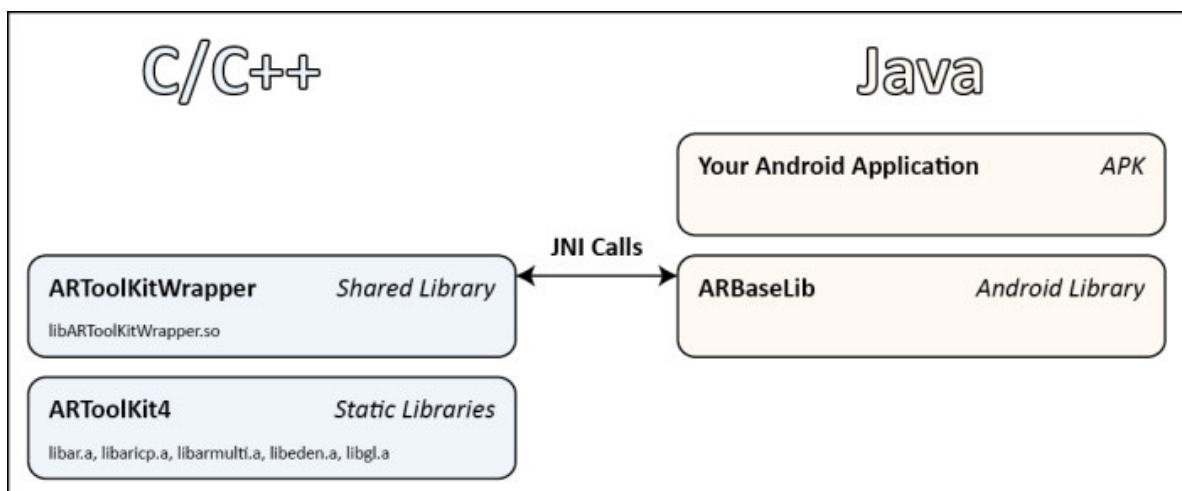 C/C++
Java
Your Android Application APK
JNI Calls
ARToolKitWrapper Shared Library
libARToolKitWrapper.so
ARBaseLib Android Library
ARToolKit4 Static Libraries
libar.a, libaricp.a, libarmulti.a, libeden.a, libgl.a